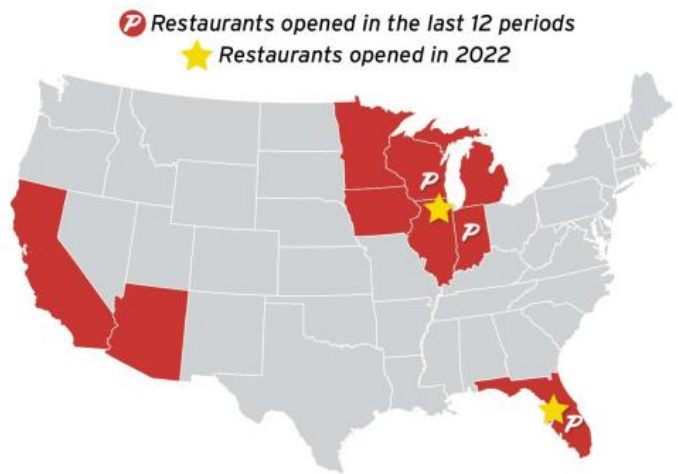 P Restaurants opened in the last 12 periods
Restaurants opened in 2022
P
P
P